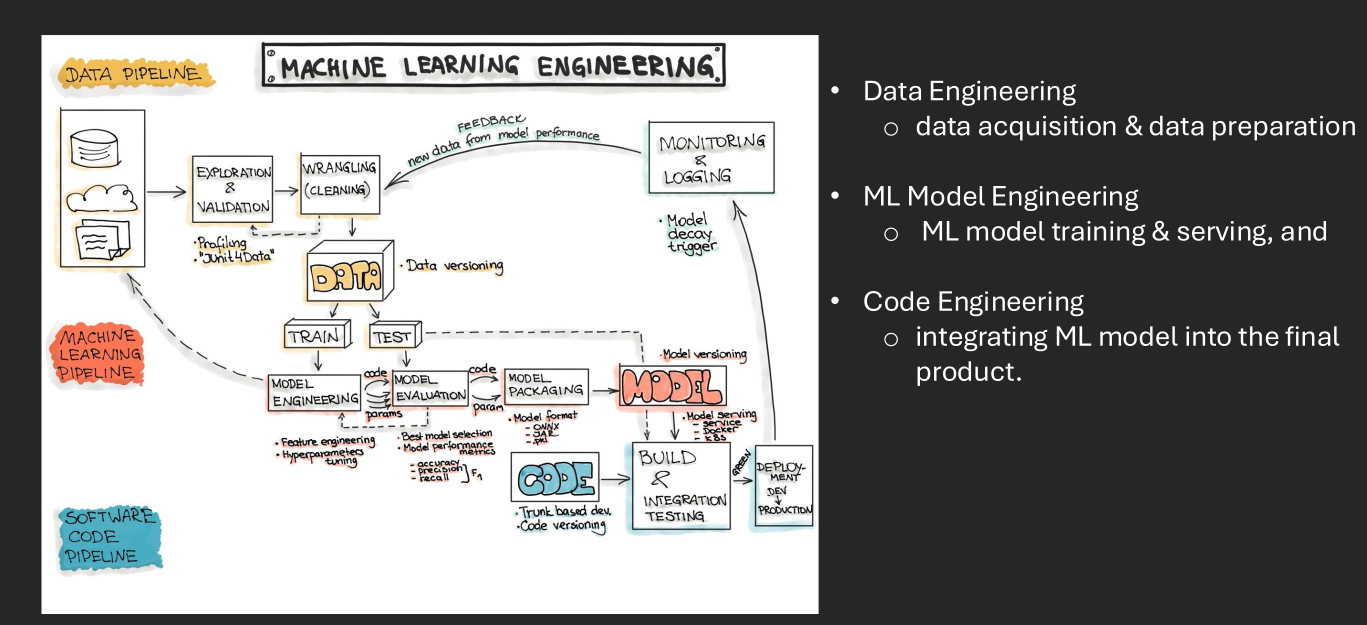 DATA PIPELINE
MACHINE LEARNING ENGINEERING
EXPLORATION
&
VALIDATION
• Profiling
• "JUnit4Data"
WRANGLING
(CLEANING)
FEEDBACK
new data from model performance
MONITORING
&
LOGGING
• Model
decay
trigger
DATA
• Data versioning
TRAIN
TEST
MACHINE
LEARNING
PIPELINE
MODEL
ENGINEERING
• Feature engineering
• Hyperparameters
tuning
code
params
MODEL
EVALUATION
• Best model selection
• Model performance
metrics
- accuracy
- precision
- recall
F1
code
param
MODEL
PACKAGING
• Model format
- ONNX
- JAR
- .pkl
• Model versioning
MODEL
• Model serving
- service
- Docker
- K8s
CODE
• Trunk based dev.
• Code versioning
BUILD
&
INTEGRATION
TESTING
GREEN
DEPLOY-
MENT
DEV
↓
PRODUCTION
SOFTWARE
CODE
PIPELINE
• Data Engineering
○ data acquisition & data preparation
• ML Model Engineering
○ ML model training & serving, and
• Code Engineering
○ integrating ML model into the final
product.